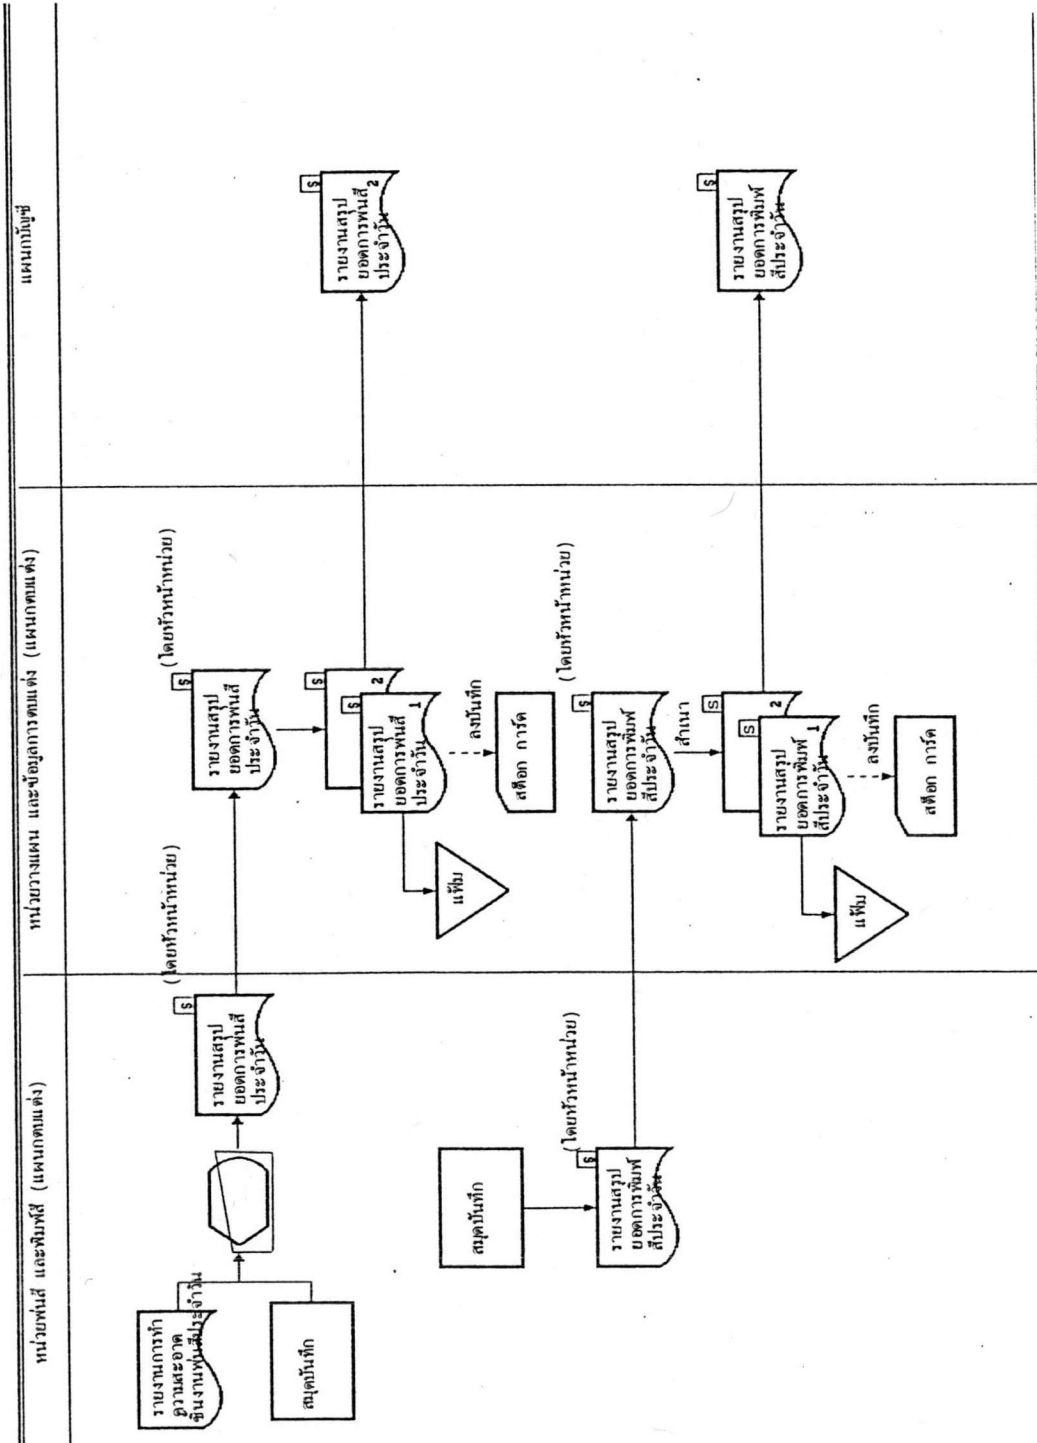 หน่วยพ่นสี และพิมพ์สี (แผนกตบแต่ง)
หน่วยวางแผน และข้อมูลการตบแต่ง (แผนกตบแต่ง)
แผนกบัญชี
รายงานการทำ
ความสะอาด
ชิ้นงานพ่นสีประจำวัน
สมุดบันทึก
S
รายงานสรุป
ยอดการพ่นสี
ประจำวัน
(โดยหัวหน้าหน่วย)
S
รายงานสรุป
ยอดการพ่นสี
ประจำวัน
(โดยหัวหน้าหน่วย)
S
2
S
รายงานสรุป
ยอดการพ่นสี
ประจำวัน 1
ลงบันทึก
สต๊อก การ์ด
แฟ้ม
S
รายงานสรุป
ยอดการพ่นสี
ประจำวัน 2
สมุดบันทึก
S
รายงานสรุป
ยอดการพิมพ์
สีประจำวัน
(โดยหัวหน้าหน่วย)
S
รายงานสรุป
ยอดการพิมพ์
สีประจำวัน
(โดยหัวหน้าหน่วย)
สำเนา
S
2
S
รายงานสรุป
ยอดการพิมพ์
สีประจำวัน 1
ลงบันทึก
สต๊อก การ์ด
แฟ้ม
S
รายงานสรุป
ยอดการพิมพ์
สีประจำวัน